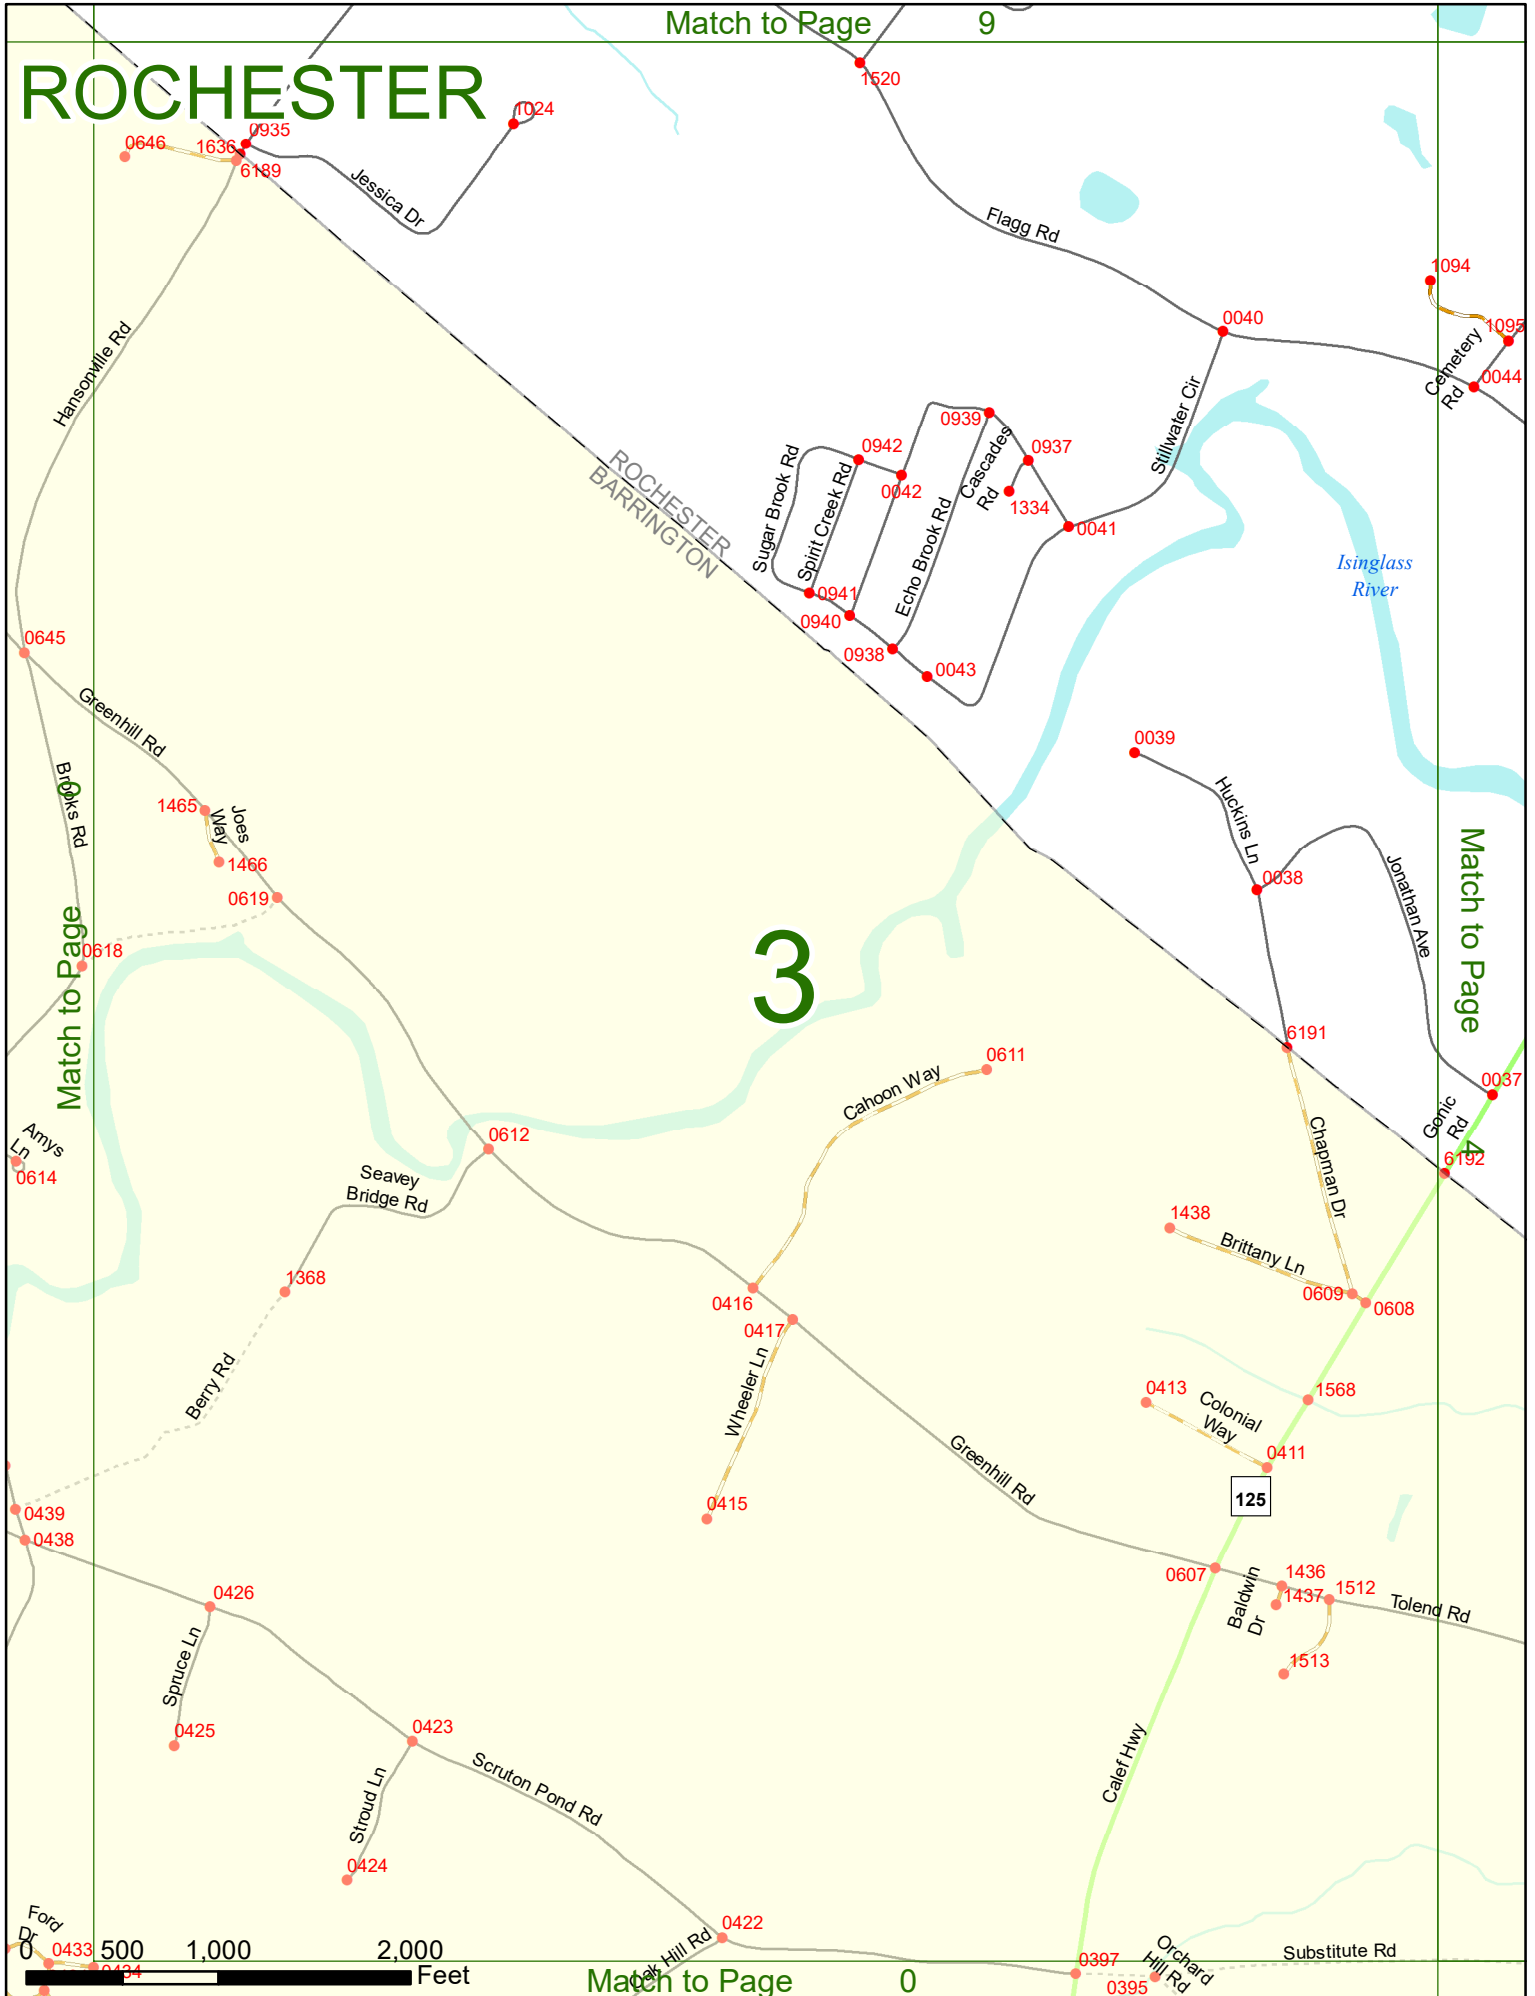 Match to Page 9
ROCHESTER
1520
1024
0935
0646
1636
6189
Jessica Dr
Flagg Rd
1094
0040
1095
Cemetery
Rd
0044
Hansonville Rd
Stillwater Cir
0939
0942
0937
Cascades
Rd
0042
1334
0041
Sugar Brook Rd
Spirit Creek Rd
Echo Brook Rd
ROCHESTER
BARRINGTON
Isinglass
River
0941
0940
0938
0043
0645
Greenhill Rd
0039
Huckins Ln
Brooks Rd
1465
Joes
Way
1466
0619
0038
Jonathan Ave
Match to Page
0618
Match to Page
3
6191
0611
Cahoon Way
0037
Gonic
Rd
4
6192
Amys
Ln
0614
0612
Seavey
Bridge Rd
Chapman Dr
1438
Brittany Ln
1368
0416
0417
0609
0608
Wheeler Ln
Berry Rd
0413
Colonial
Way
1568
0411
125
Greenhill Rd
0415
0439
0438
0607
Baldwin
Dr
1436
1437
1512
Tolend Rd
0426
Spruce Ln
1513
0425
0423
Scruton Pond Rd
Stroud Ln
Calef Hwy
0424
Ford
Dr
0433
0434
0422
Oak Hill Rd
0397
0395
Orchard
Hill Rd
Substitute Rd
0 500 1,000 2,000
Feet
Match to Page 0